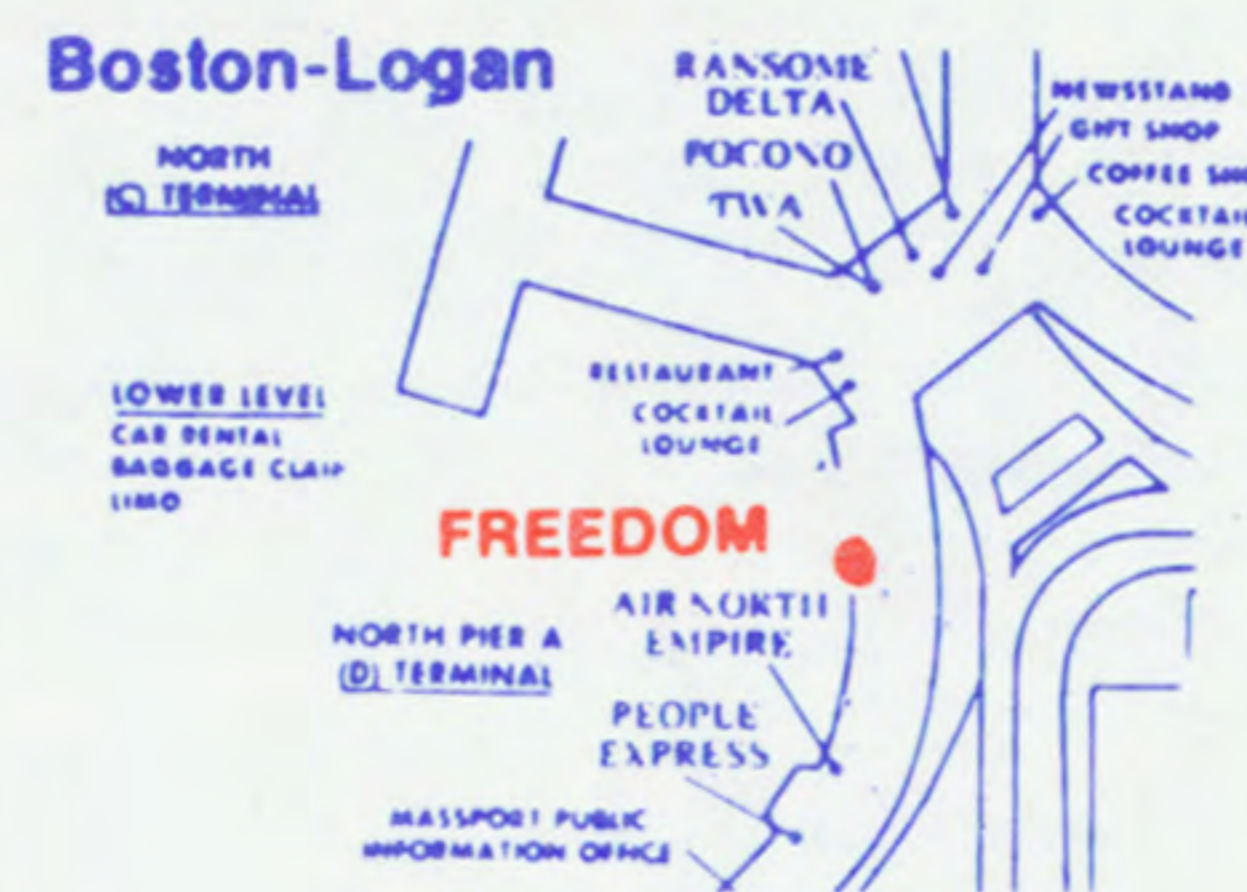 Boston-Logan
NORTH
(C) TERMINAL
RANSOME
DELTA
POCONO
TWA
NEWSSTAND
GIFT SHOP
COFFEE SHO
COCKTAIL
LOUNGE
RESTAURANT
COCKTAIL
LOUNGE
LOWER LEVEL
CAR RENTAL
BAGGAGE CLAIM
LIMO
FREEDOM
AIR NORTH
EMPIRE
NORTH PIER A
(D) TERMINAL
PEOPLE
EXPRESS
MASSPORT PUBLIC
INFORMATION OFFICE